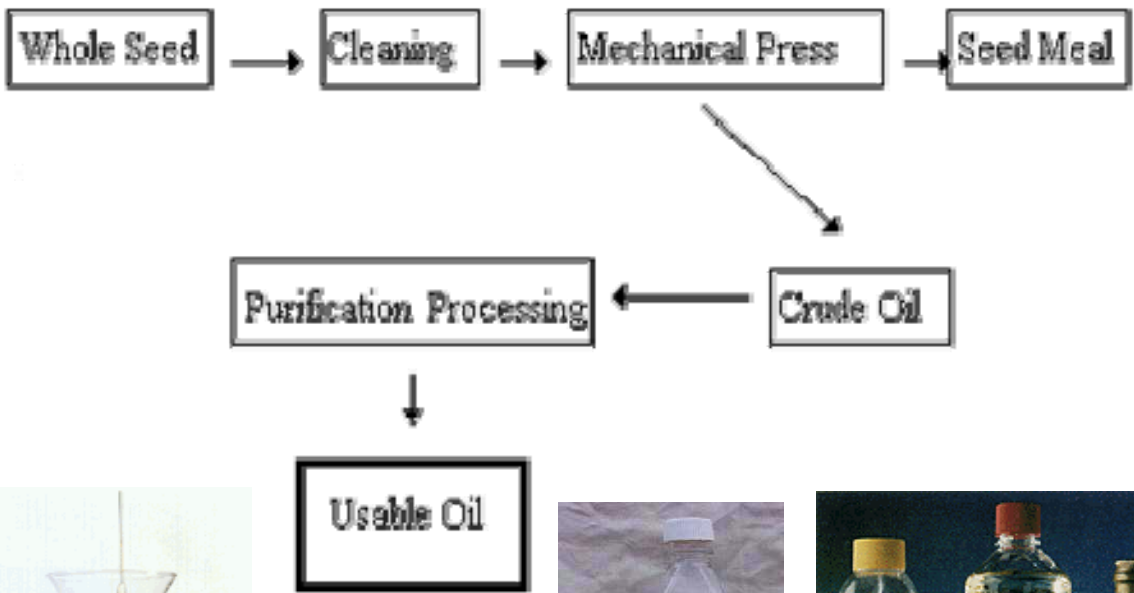 Whole Seed
Cleaning
Mechanical Press
Seed Meal
Crude Oil
Purification Processing
Usable Oil